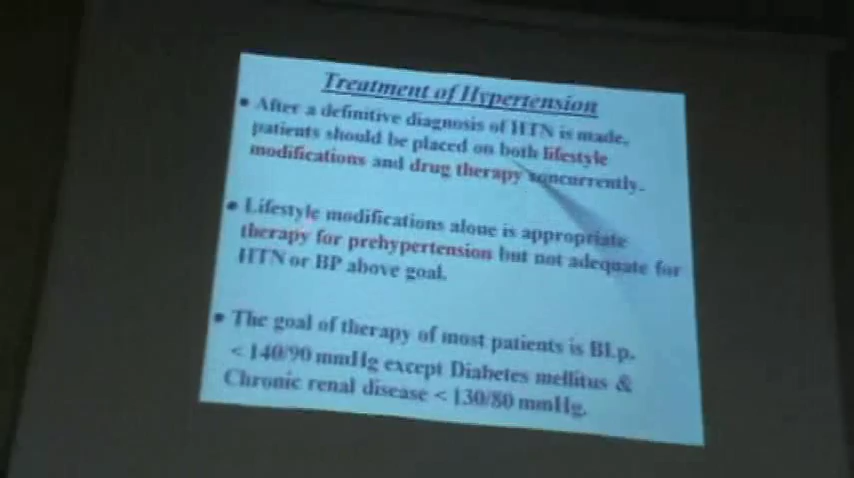 Treatment of Hypertension
• After a definitive diagnosis of HTN is made,
patients should be placed on both lifestyle
modifications and drug therapy concurrently.
• Lifestyle modifications alone is appropriate
therapy for prehypertension but not adequate for
HTN or BP above goal.
• The goal of therapy of most patients is Bl.p.
< 140/90 mmHg except Diabetes mellitus &
Chronic renal disease < 130/80 mmHg.